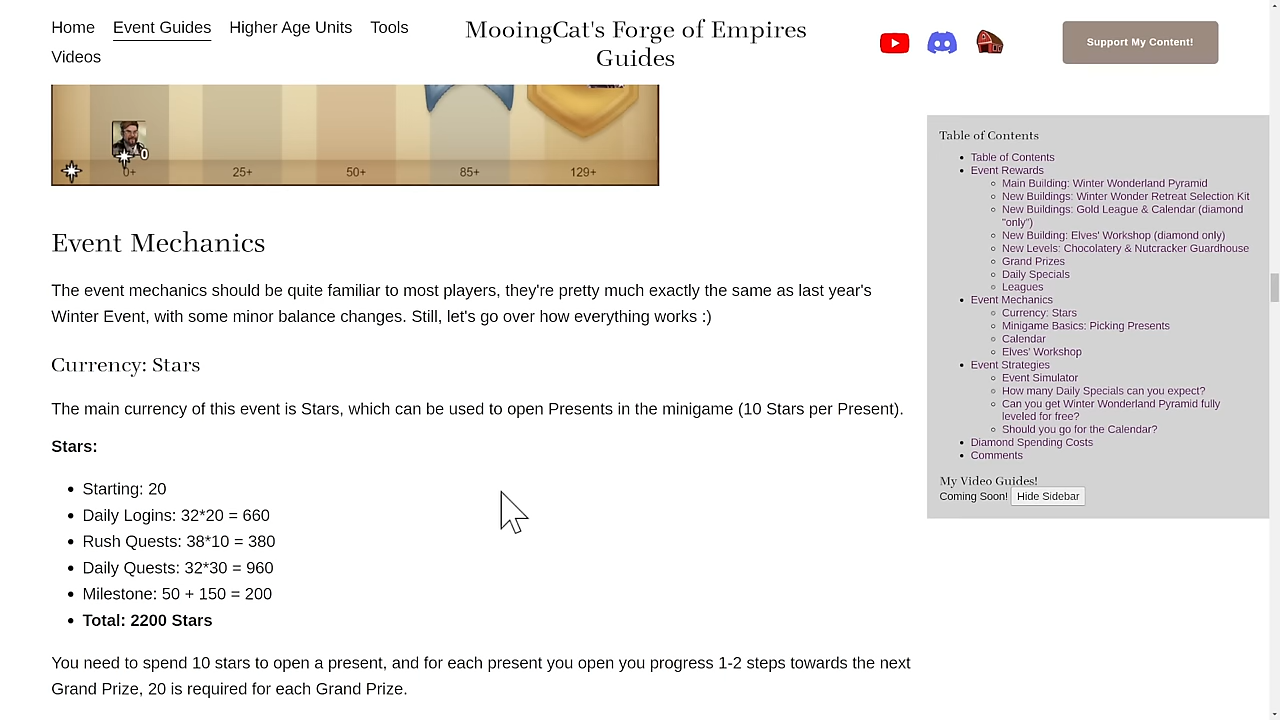 Home Event Guides Higher Age Units Tools
Videos
MooingCat's Forge of Empires
Guides
Support My Content!
0
0+ 25+ 50+ 85+ 129+
Event Mechanics
The event mechanics should be quite familiar to most players, they're pretty much exactly the same as last year's
Winter Event, with some minor balance changes. Still, let's go over how everything works :)
Currency: Stars
The main currency of this event is Stars, which can be used to open Presents in the minigame (10 Stars per Present).
Stars:
Starting: 20
Daily Logins: 32*20 = 660
Rush Quests: 38*10 = 380
Daily Quests: 32*30 = 960
Milestone: 50 + 150 = 200
Total: 2200 Stars
You need to spend 10 stars to open a present, and for each present you open you progress 1-2 steps towards the next
Grand Prize, 20 is required for each Grand Prize.
Table of Contents
Table of Contents
Event Rewards
Main Building: Winter Wonderland Pyramid
New Buildings: Winter Wonder Retreat Selection Kit
New Buildings: Gold League & Calendar (diamond
"only")
New Building: Elves' Workshop (diamond only)
New Levels: Chocolatery & Nutcracker Guardhouse
Grand Prizes
Daily Specials
Leagues
Event Mechanics
Currency: Stars
Minigame Basics: Picking Presents
Calendar
Elves' Workshop
Event Strategies
Event Simulator
How many Daily Specials can you expect?
Can you get Winter Wonderland Pyramid fully
leveled for free?
Should you go for the Calendar?
Diamond Spending Costs
Comments
My Video Guides!
Coming Soon! Hide Sidebar